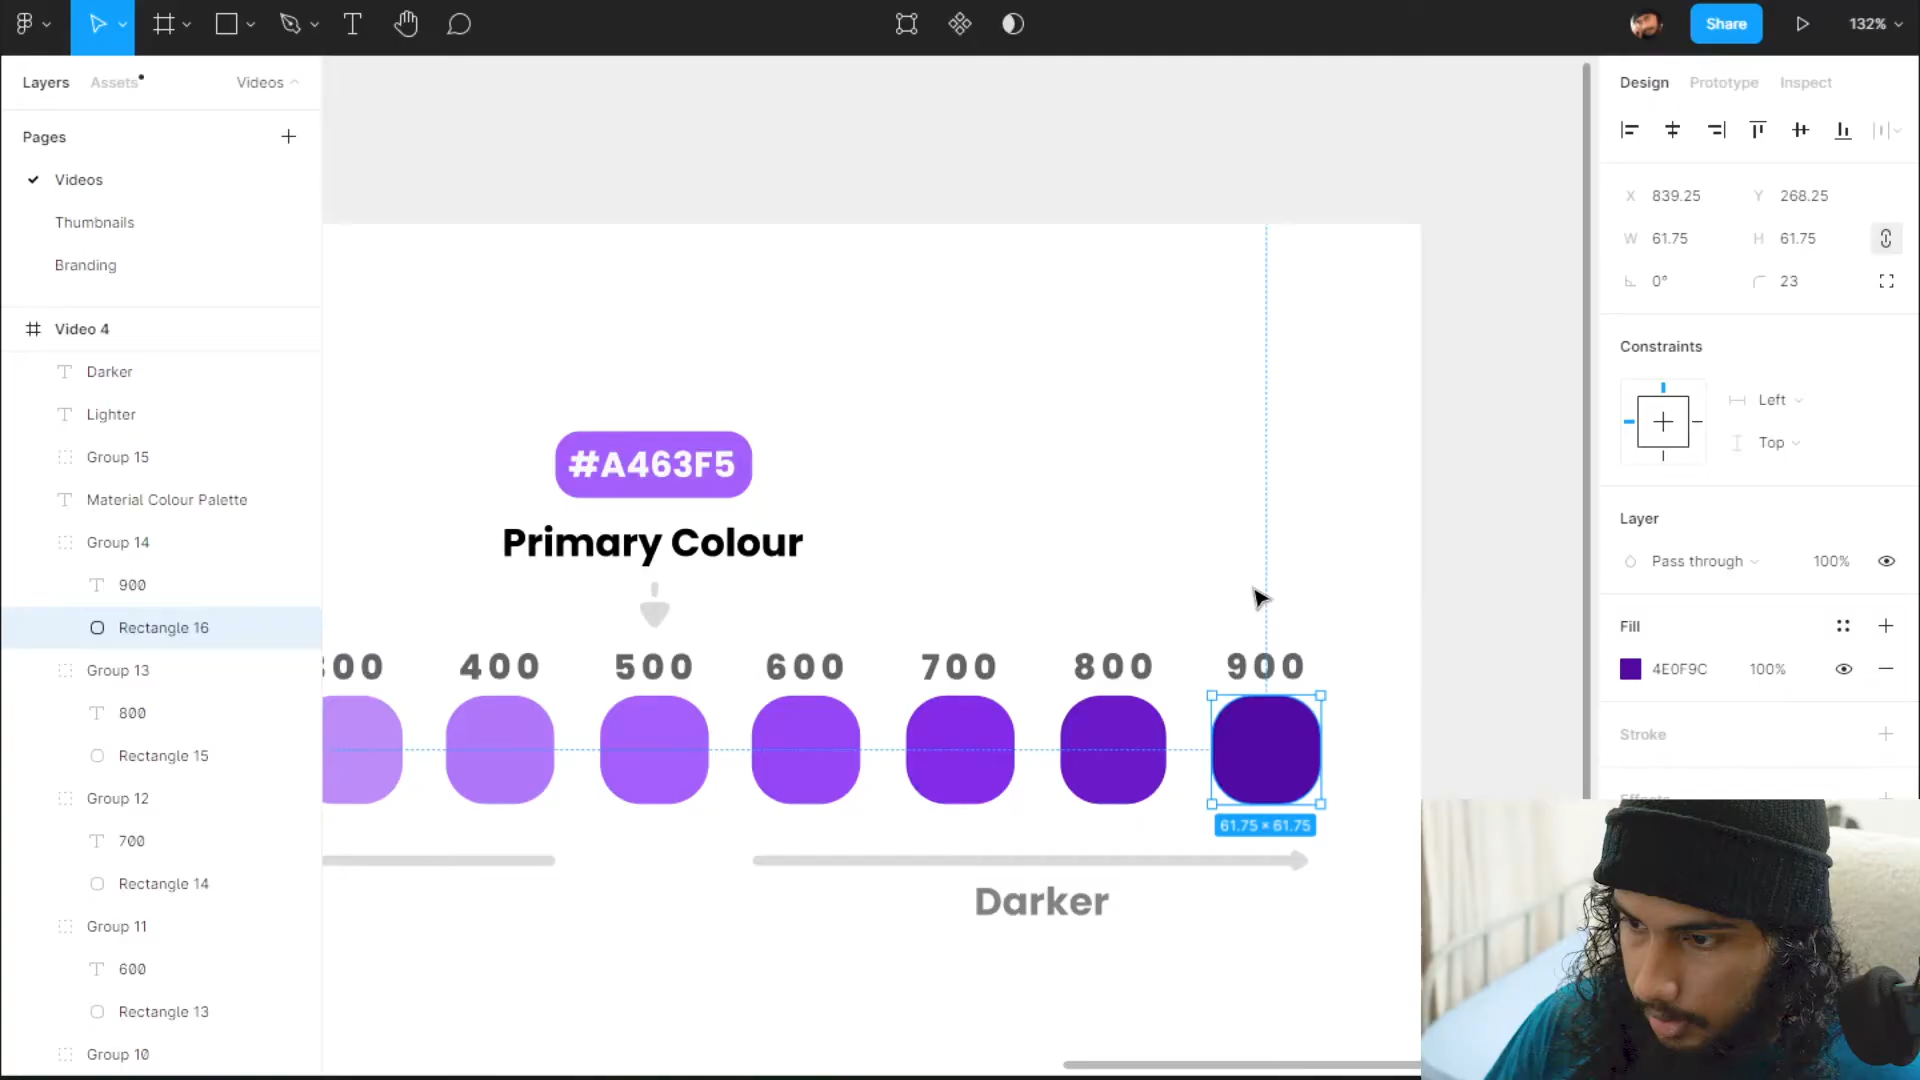 Share
132%
Layers
Assets
Videos
Pages
Videos
Thumbnails
Branding
Video 4
Darker
Lighter
Group 15
Material Colour Palette
Group 14
900
Rectangle 16
Group 13
800
Rectangle 15
Group 12
700
Rectangle 14
Group 11
600
Rectangle 13
Group 10
#A463F5
Primary Colour
300
400
500
600
700
800
900
61.75 × 61.75
Darker
Design
Prototype
Inspect
X 839.25
Y 268.25
W 61.75
H 61.75
0°
23
Constraints
Left
Top
Layer
Pass through
100%
Fill
4E0F9C
100%
Stroke
Effects